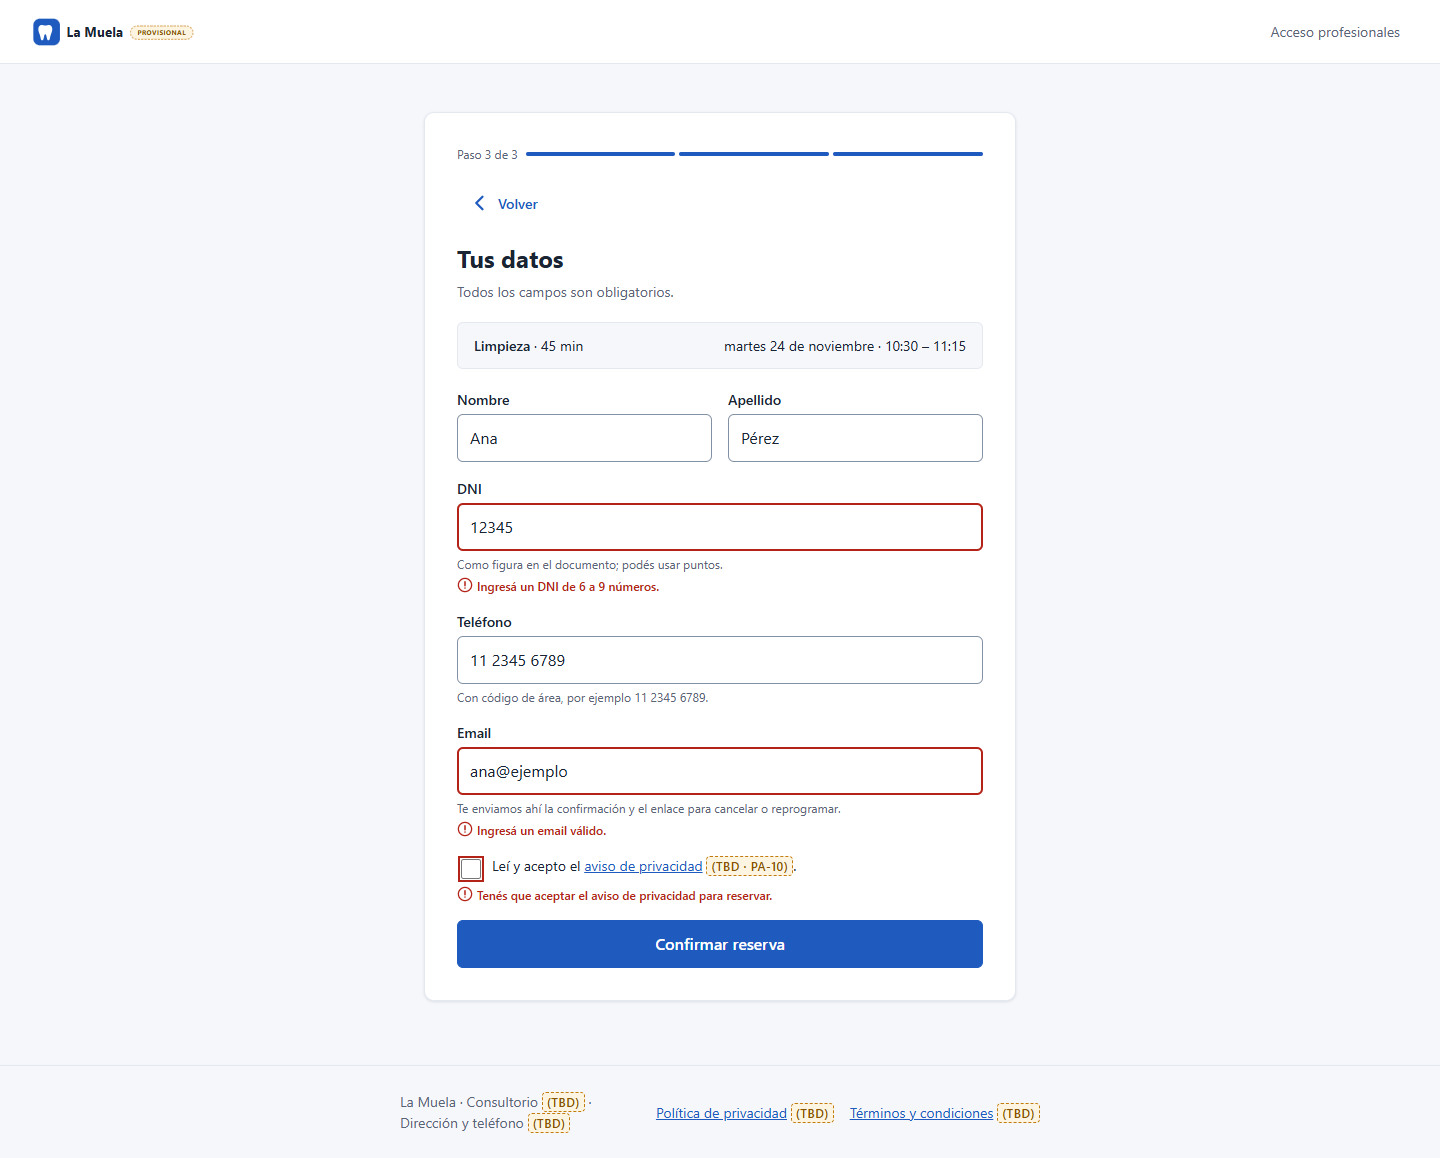 La Muela PROVISIONAL
Acceso profesionales
Paso 3 de 3
Volver
Tus datos
Todos los campos son obligatorios.
Limpieza · 45 min martes 24 de noviembre · 10:30 – 11:15
Nombre Apellido
Ana Pérez
DNI
12345
Como figura en el documento; podés usar puntos.
Ingresá un DNI de 6 a 9 números.
Teléfono
11 2345 6789
Con código de área, por ejemplo 11 2345 6789.
Email
ana@ejemplo
Te enviamos ahí la confirmación y el enlace para cancelar o reprogramar.
Ingresá un email válido.
Leí y acepto el aviso de privacidad (TBD · PA-10).
Tenés que aceptar el aviso de privacidad para reservar.
Confirmar reserva
La Muela · Consultorio (TBD) ·
Dirección y teléfono (TBD)
Política de privacidad (TBD) Términos y condiciones (TBD)